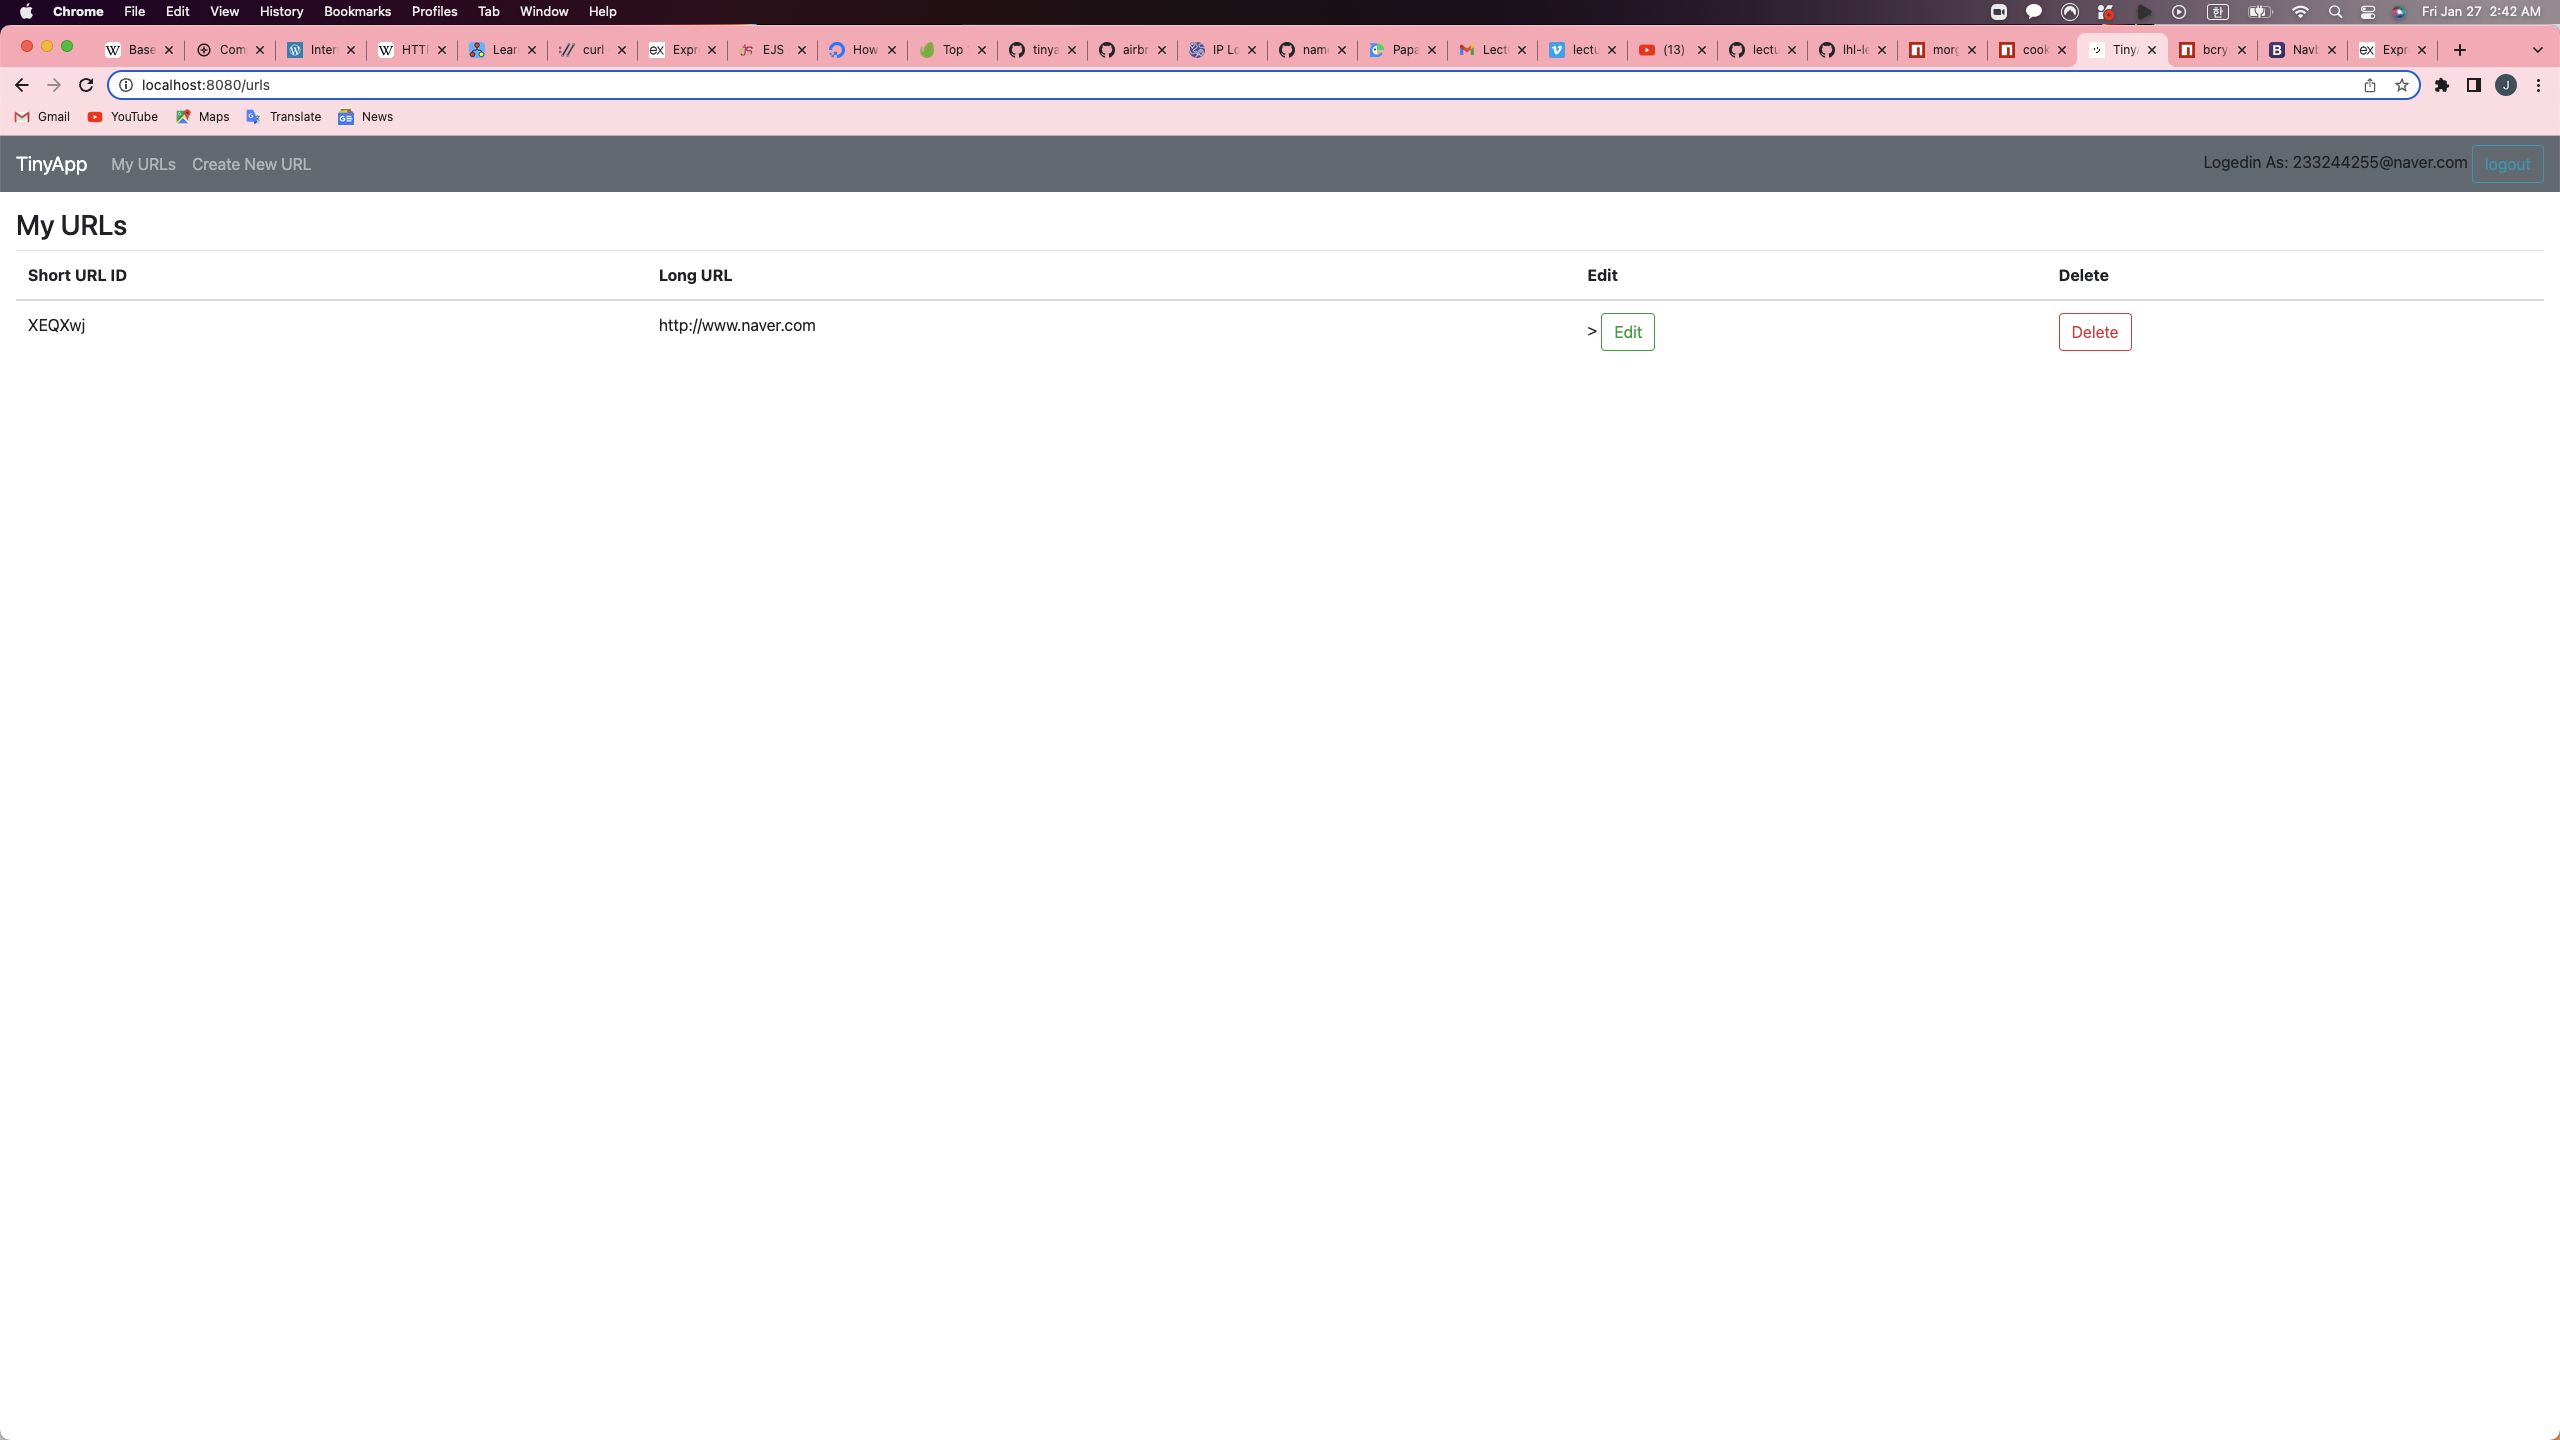 Chrome File Edit View History Bookmarks Profiles Tab Window Help 한 Fri Jan 27 2:42 AM
Base Com Inter HTTP Lear curl Expr EJS How Top tinya airbr IP Lo nam Papa Lect lectu (13) lectu lhl-le morg cook Tiny bcry Navb Expr
localhost:8080/urls J
Gmail YouTube Maps Translate News
TinyApp My URLs Create New URL Logedin As: 233244255@naver.com logout
My URLs
Short URL ID Long URL Edit Delete
XEQXwj http://www.naver.com > Edit Delete